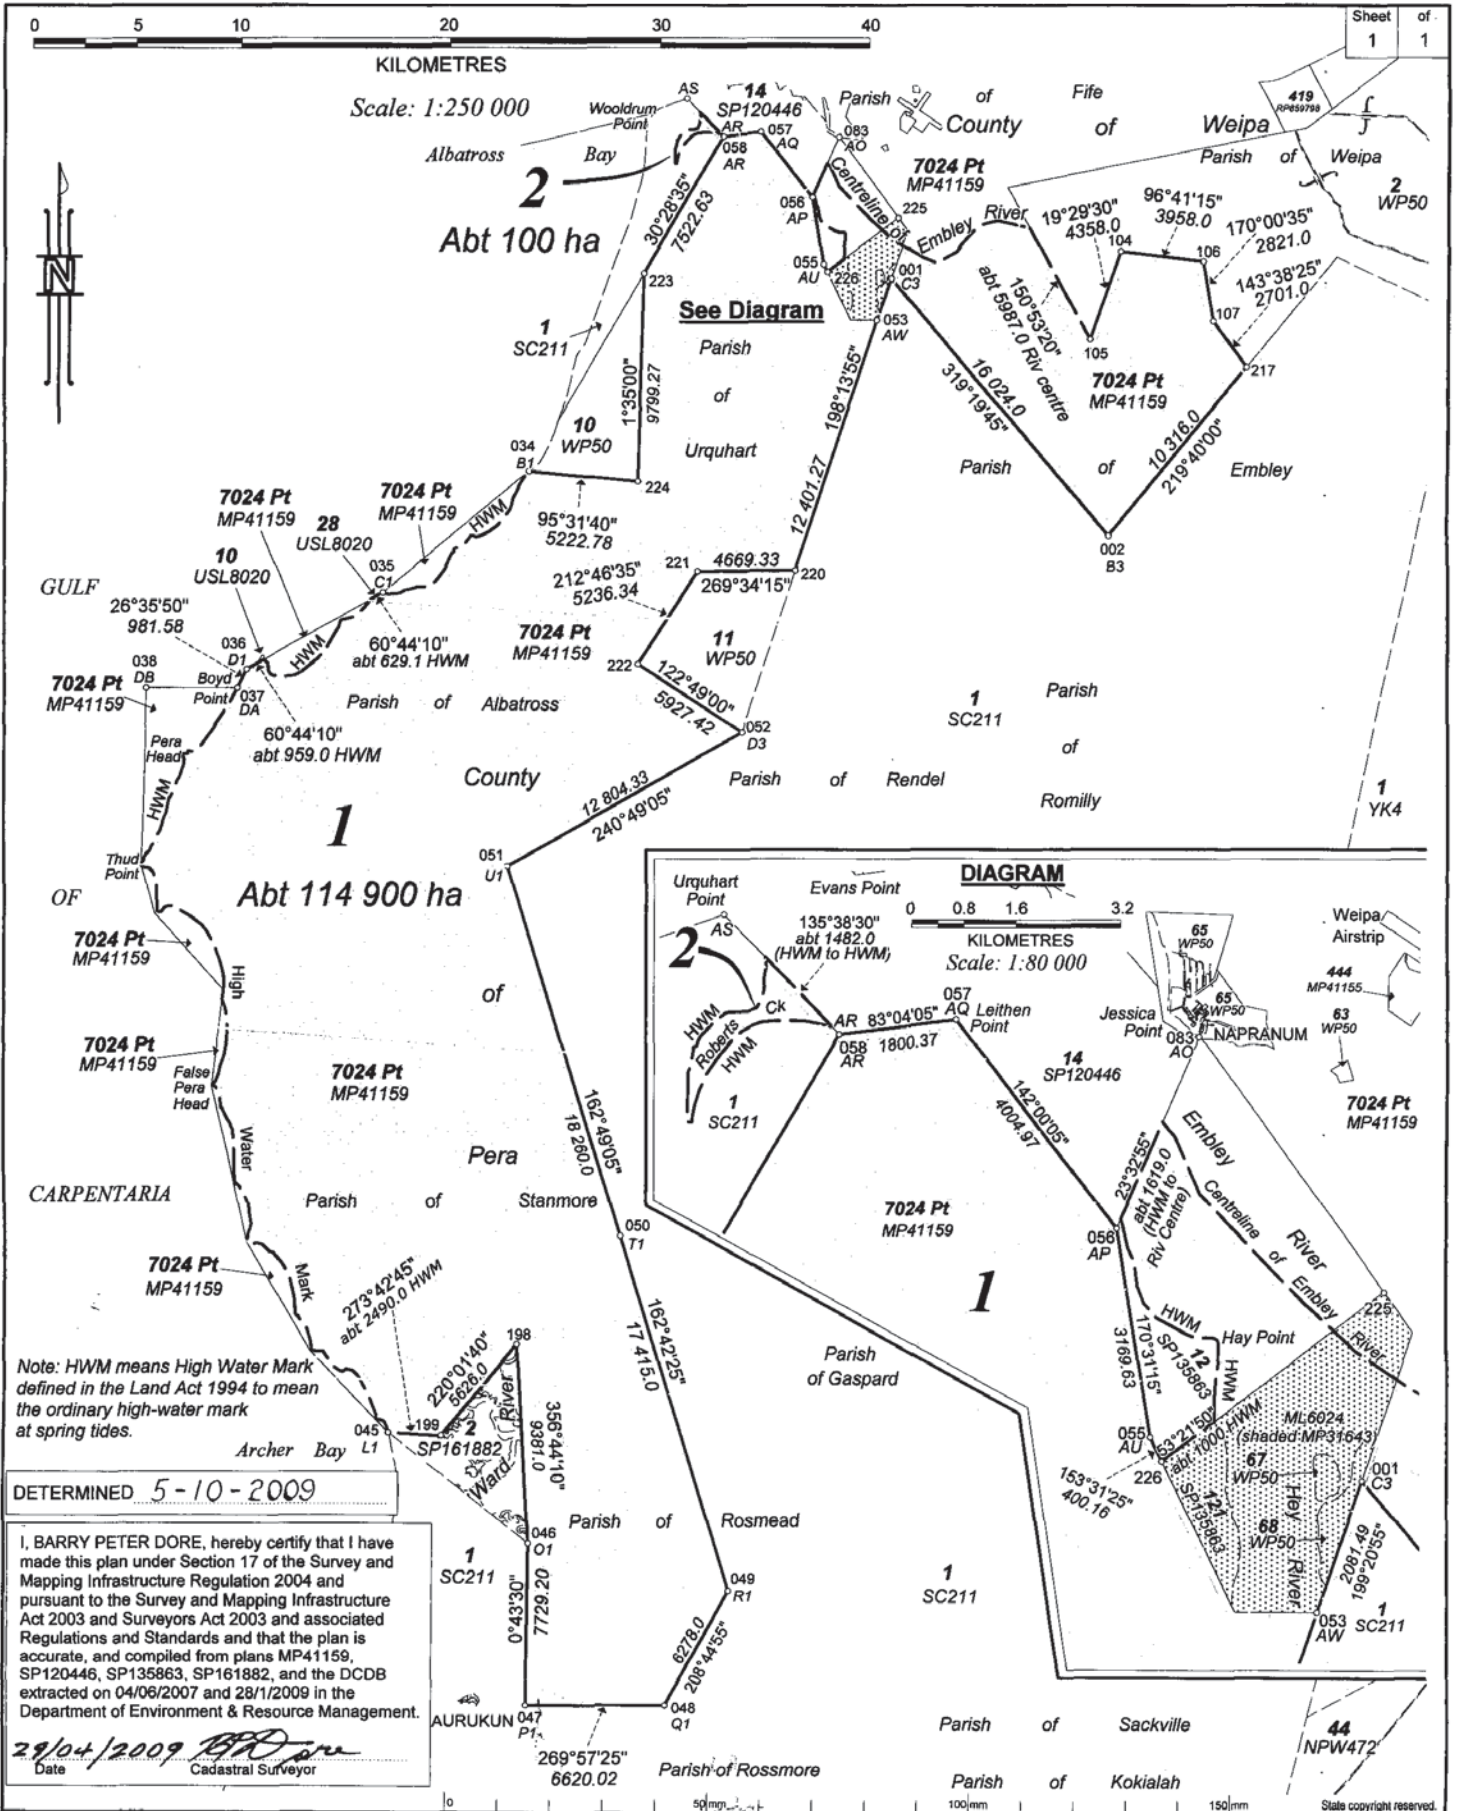 Sheet
1
of
1
0 5 10 20 30 40
KILOMETRES
Scale: 1:250 000
N
AS
Wooldrum
Point
14
SP120446
AR
057
AQ
058
AR
Albatross Bay
2
Abt 100 ha
30°28'35"
7522.63
083
AO
Parish of Fife
County of Weipa
Parish of Weipa
419
RP859798
2
WP50
7024 Pt
MP41159
Centreline of
Embley River
056
AP
225
055
AU
226
001
C3
053
AW
223
See Diagram
19°29'30"
4358.0
96°41'15"
3958.0
170°00'35"
2821.0
143°38'25"
2701.0
104
106
107
105
217
150°53'20"
abt 5987.0 Riv centre
7024 Pt
MP41159
1
SC211
Parish
of
Urquhart
1°35'00"
9799.27
198°13'55"
12 401.27
16 024.0
319°19'45"
10 316.0
219°40'00"
Parish of Embley
002
B3
10
WP50
034
B1
224
95°31'40"
5222.78
7024 Pt
MP41159
7024 Pt
MP41159
HWM
28
USL8020
10
USL8020
035
C1
GULF
26°35'50"
981.58
036
D1
038
DB
Boyd
Point
037
DA
HWM
60°44'10"
abt 629.1 HWM
60°44'10"
abt 959.0 HWM
7024 Pt
MP41159
221
4669.33
269°34'15"
220
212°46'35"
5236.34
7024 Pt
MP41159
222
11
WP50
122°49'00"
5927.42
052
D3
Parish of Albatross
Pera
Head
HWM
County
1
SC211
Parish
of
Romilly
Parish of Rendel
12 804.33
240°49'05"
1
YK4
1
Abt 114 900 ha
Thud
Point
051
U1
OF
7024 Pt
MP41159
High
of
7024 Pt
MP41159
False
Pera
Head
7024 Pt
MP41159
Water
Pera
162°49'05"
18 260.0
CARPENTARIA
Parish of Stanmore
050
T1
7024 Pt
MP41159
Mark
273°42'45"
abt 2490.0 HWM
198
220°01'40"
5626.0
River
356°44'10"
9381.0
162°42'25"
17 415.0
Note: HWM means High Water Mark
defined in the Land Act 1994 to mean
the ordinary high-water mark
at spring tides.
045
L1
199
2
SP161882
Ward
Archer Bay
046
O1
Parish of Rosmead
1
SC211
0°43'30"
7729.20
049
R1
6278.0
208°44'55"
AURUKUN
047
P1
048
Q1
269°57'25"
6620.02
Parish of Rossmore
1
SC211
Parish of Sackville
Parish of Kokialah
44
NPW472
DETERMINED 5-10-2009
I, BARRY PETER DORE, hereby certify that I have
made this plan under Section 17 of the Survey and
Mapping Infrastructure Regulation 2004 and
pursuant to the Survey and Mapping Infrastructure
Act 2003 and Surveyors Act 2003 and associated
Regulations and Standards and that the plan is
accurate, and compiled from plans MP41159,
SP120446, SP135863, SP161882, and the DCDB
extracted on 04/06/2007 and 28/1/2009 in the
Department of Environment & Resource Management.
29/04/2009
Date
Cadastral Surveyor
DIAGRAM
0 0.8 1.6 3.2
KILOMETRES
Scale: 1:80 000
Urquhart
Point
AS
Evans Point
135°38'30"
abt 1482.0
(HWM to HWM)
2
HWM
Roberts Ck
HWM
AR
058
AR
83°04'05"
1800.37
057
AQ
Leithen
Point
1
SC211
14
SP120446
142°00'05"
4004.97
65
WP50
65
WP50
Jessica
Point
083
AO
NAPRANUM
Weipa
Airstrip
444
MP41155
63
WP50
7024 Pt
MP41159
7024 Pt
MP41159
1
23°32'55"
abt 1619.0
(HWM to
Riv Centre)
Embley River
Centreline of Embley River
056
AP
HWM
Hay Point
225
12
SP135863
HWM
170°31'15"
3169.63
Parish
of Gaspard
ML6024
(shaded MP31643)
53°21'50"
abt 1000 HWM
055
AU
226
153°31'25"
400.16
67
WP50
68
WP50
121
SP135863
Hey River
001
C3
2081.49
199°20'55"
053
AW
1
SC211
0 50 mm 100 mm 150 mm
State copyright reserved.